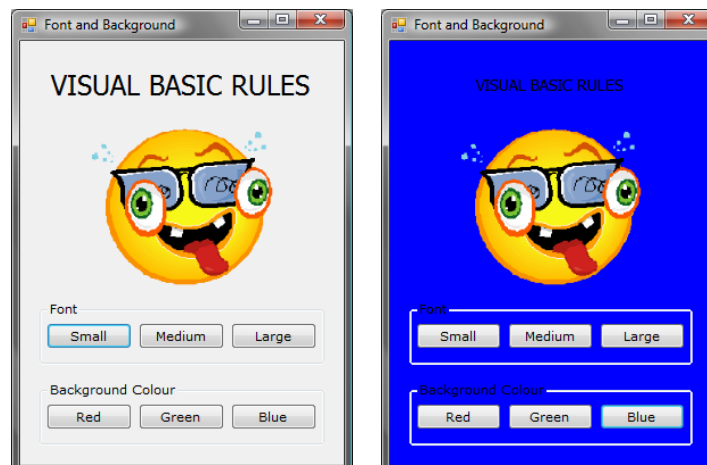 Font and Background
VISUAL BASIC RULES
Font
Small Medium Large
Background Colour
Red Green Blue
Font and Background
VISUAL BASIC RULES
Font
Small Medium Large
Background Colour
Red Green Blue